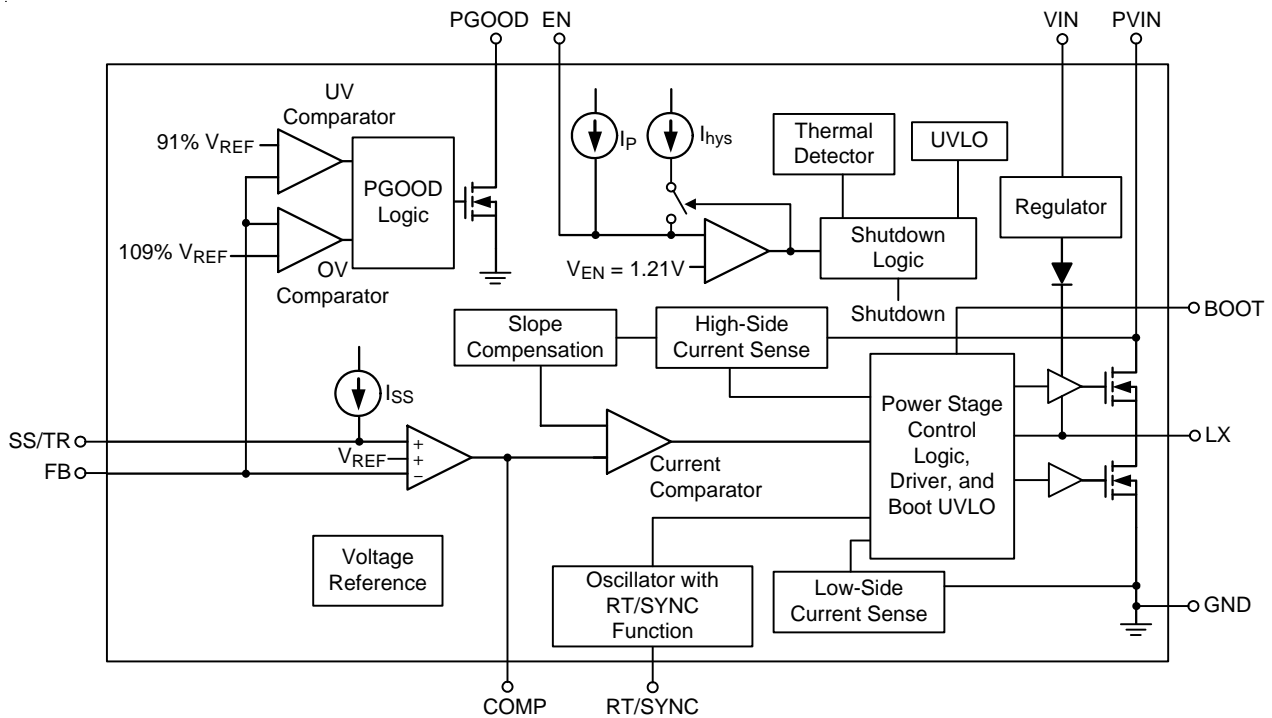 PGOOD
EN
VIN
PVIN
UV
Comparator
91% VREF
PGOOD
Logic
109% VREF
OV
Comparator
IP
Ihys
Thermal
Detector
UVLO
Regulator
VEN = 1.21V
Shutdown
Logic
Shutdown
BOOT
Slope
Compensation
High-Side
Current Sense
ISS
Power Stage
Control
Logic,
Driver, and
Boot UVLO
SS/TR
VREF
+
+
−
FB
Current
Comparator
LX
Voltage
Reference
Oscillator with
RT/SYNC
Function
Low-Side
Current Sense
GND
COMP
RT/SYNC